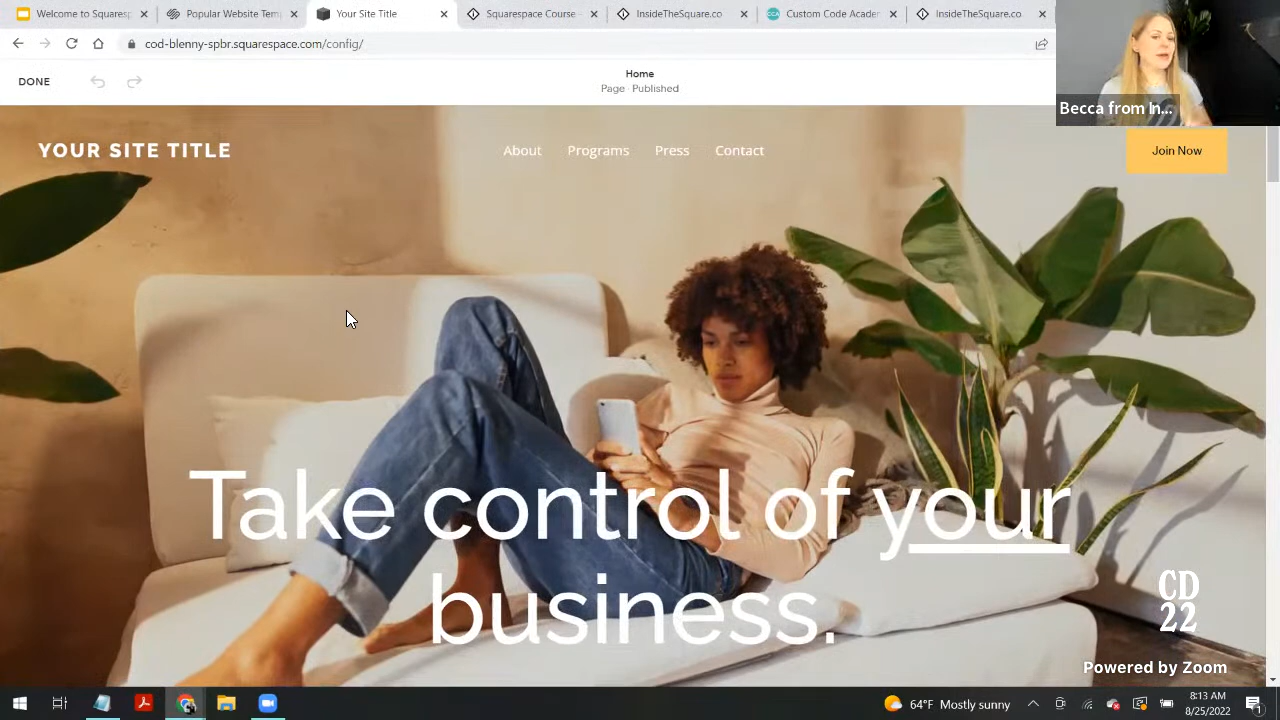 Welcome to Squaresp
Popular Website Tem
Your Site Title
Squarespace Course –
InsideTheSquare.co
Custom Code Acader
InsideTheSquare.co
cod-blenny-spbr.squarespace.com/config/
DONE
Home
Page · Published
Becca from In...
YOUR SITE TITLE
About
Programs
Press
Contact
Join Now
Take control of your
business.
CD
22
Powered by Zoom
64°F Mostly sunny
8:13 AM
8/25/2022
1